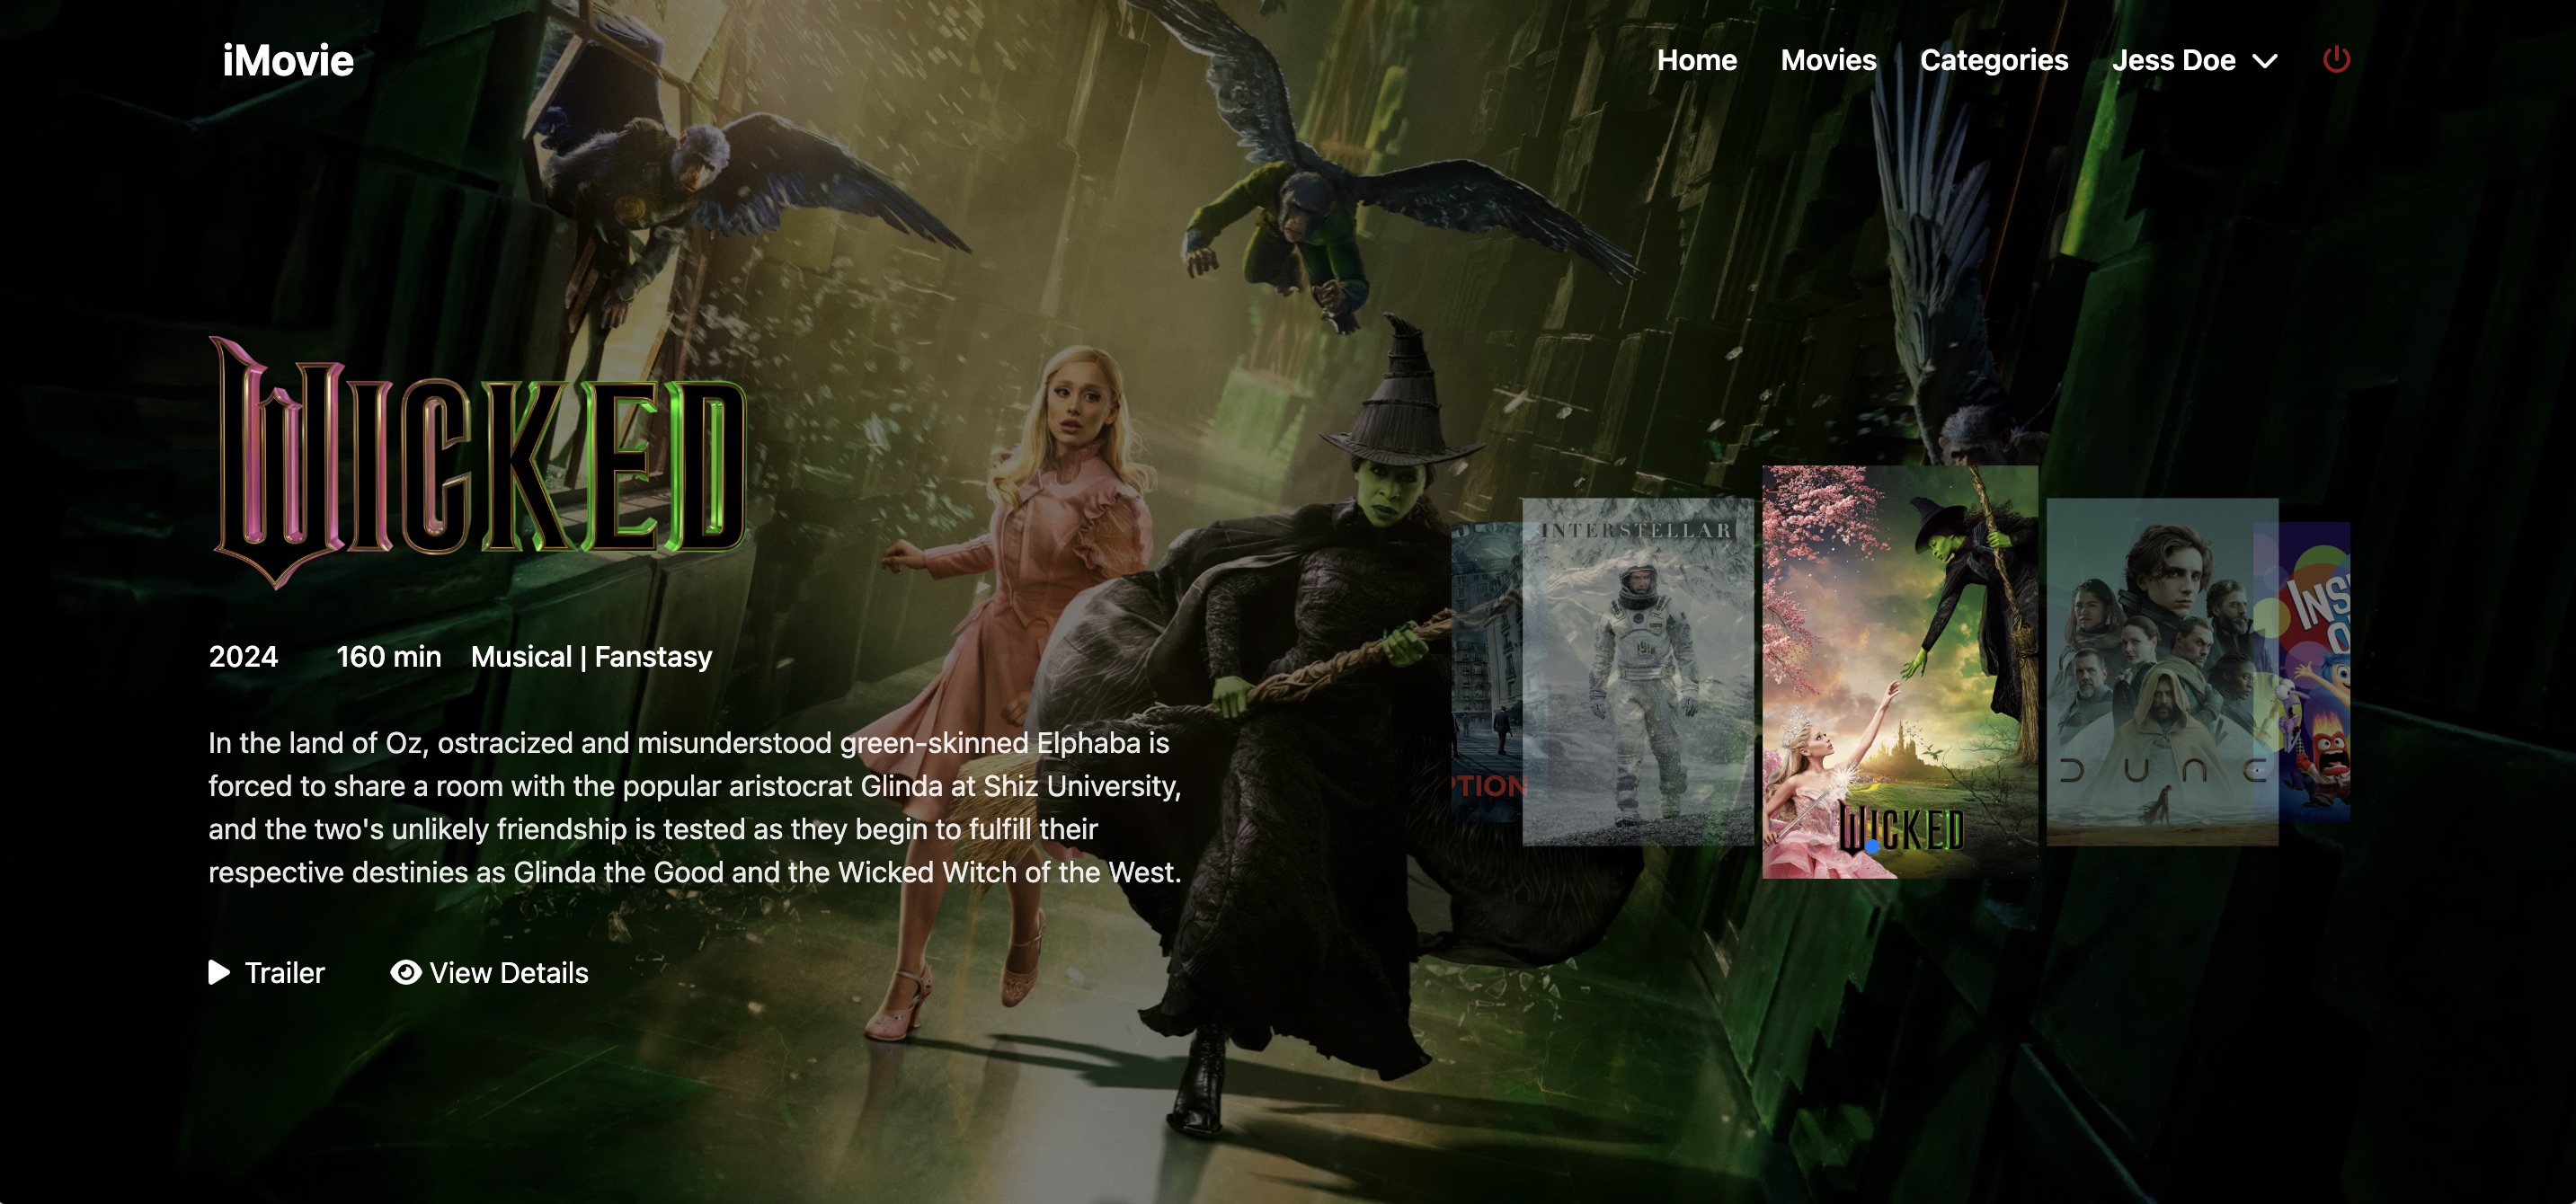 iMovie
Home Movies Categories Jess Doe
WICKED
2024 160 min Musical | Fanstasy
In the land of Oz, ostracized and misunderstood green-skinned Elphaba is
forced to share a room with the popular aristocrat Glinda at Shiz University,
and the two's unlikely friendship is tested as they begin to fulfill their
respective destinies as Glinda the Good and the Wicked Witch of the West.
Trailer View Details
PTION
INTERSTELLAR
WICKED
DUNE
INS
O